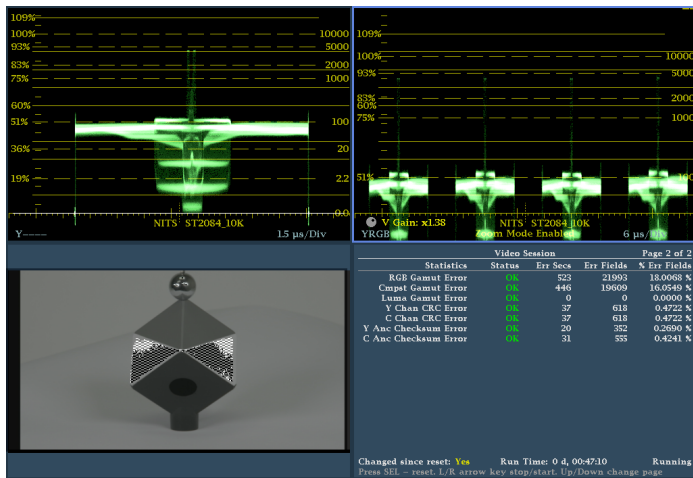 109%
100% 10000
93% 5000
83% 2000
75% 1000
60%
51% 100
36% 20
19% 2.2
0.0
NITS ST2084_10K
Y---- 1.5 µs/Div
109%
100% 10000
93% 5000
83% 2000
60%
75% 1000
51% 100
V Gain: x1.38 NITS ST2084_10K
YRGB Zoom Mode Enabled 6 µs/
Video Session Page 2 of 2
Statistics Status Err Secs Err Fields % Err Fields
RGB Gamut Error OK 523 21993 18.0068 %
Cmpst Gamut Error OK 446 19609 16.0549 %
Luma Gamut Error OK 0 0 0.0000 %
Y Chan CRC Error OK 37 618 0.4722 %
C Chan CRC Error OK 37 618 0.4722 %
Y Anc Checksum Error OK 20 352 0.2690 %
C Anc Checksum Error OK 31 555 0.4241 %
Changed since reset: Yes Run Time: 0 d, 00:47:10 Running
Press SEL - reset, L/R arrow key stop/start. Up/Down change page